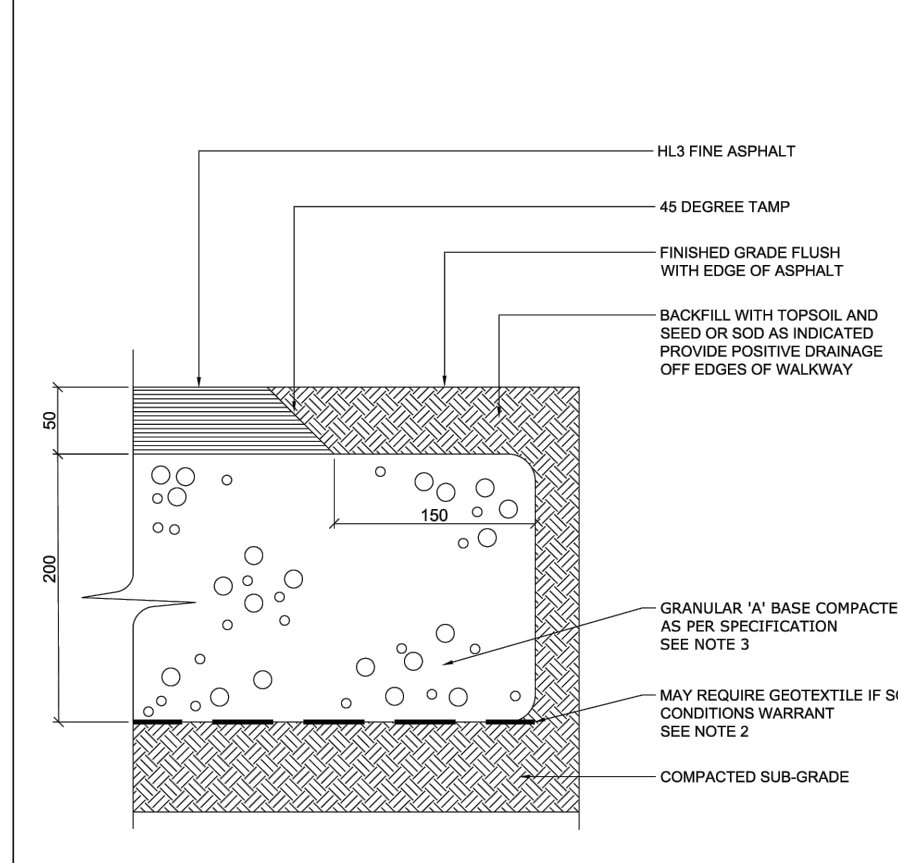 HL3 FINE ASPHALT
45 DEGREE TAMP
FINISHED GRADE FLUSH
WITH EDGE OF ASPHALT
BACKFILL WITH TOPSOIL AND
SEED OR SOD AS INDICATED
PROVIDE POSITIVE DRAINAGE
OFF EDGES OF WALKWAY
50
150
200
GRANULAR 'A' BASE COMPACTE
AS PER SPECIFICATION
SEE NOTE 3
MAY REQUIRE GEOTEXTILE IF SO
CONDITIONS WARRANT
SEE NOTE 2
COMPACTED SUB-GRADE